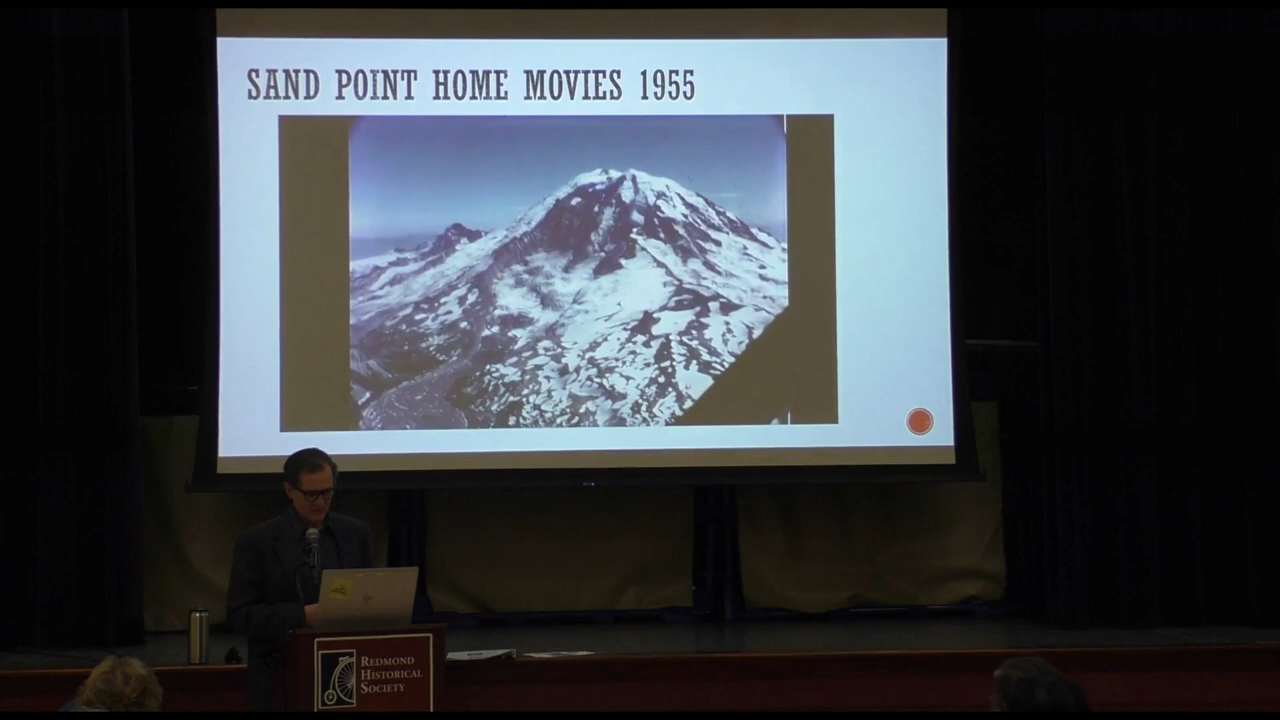 SAND POINT HOME MOVIES 1955
REDMOND
HISTORICAL
SOCIETY